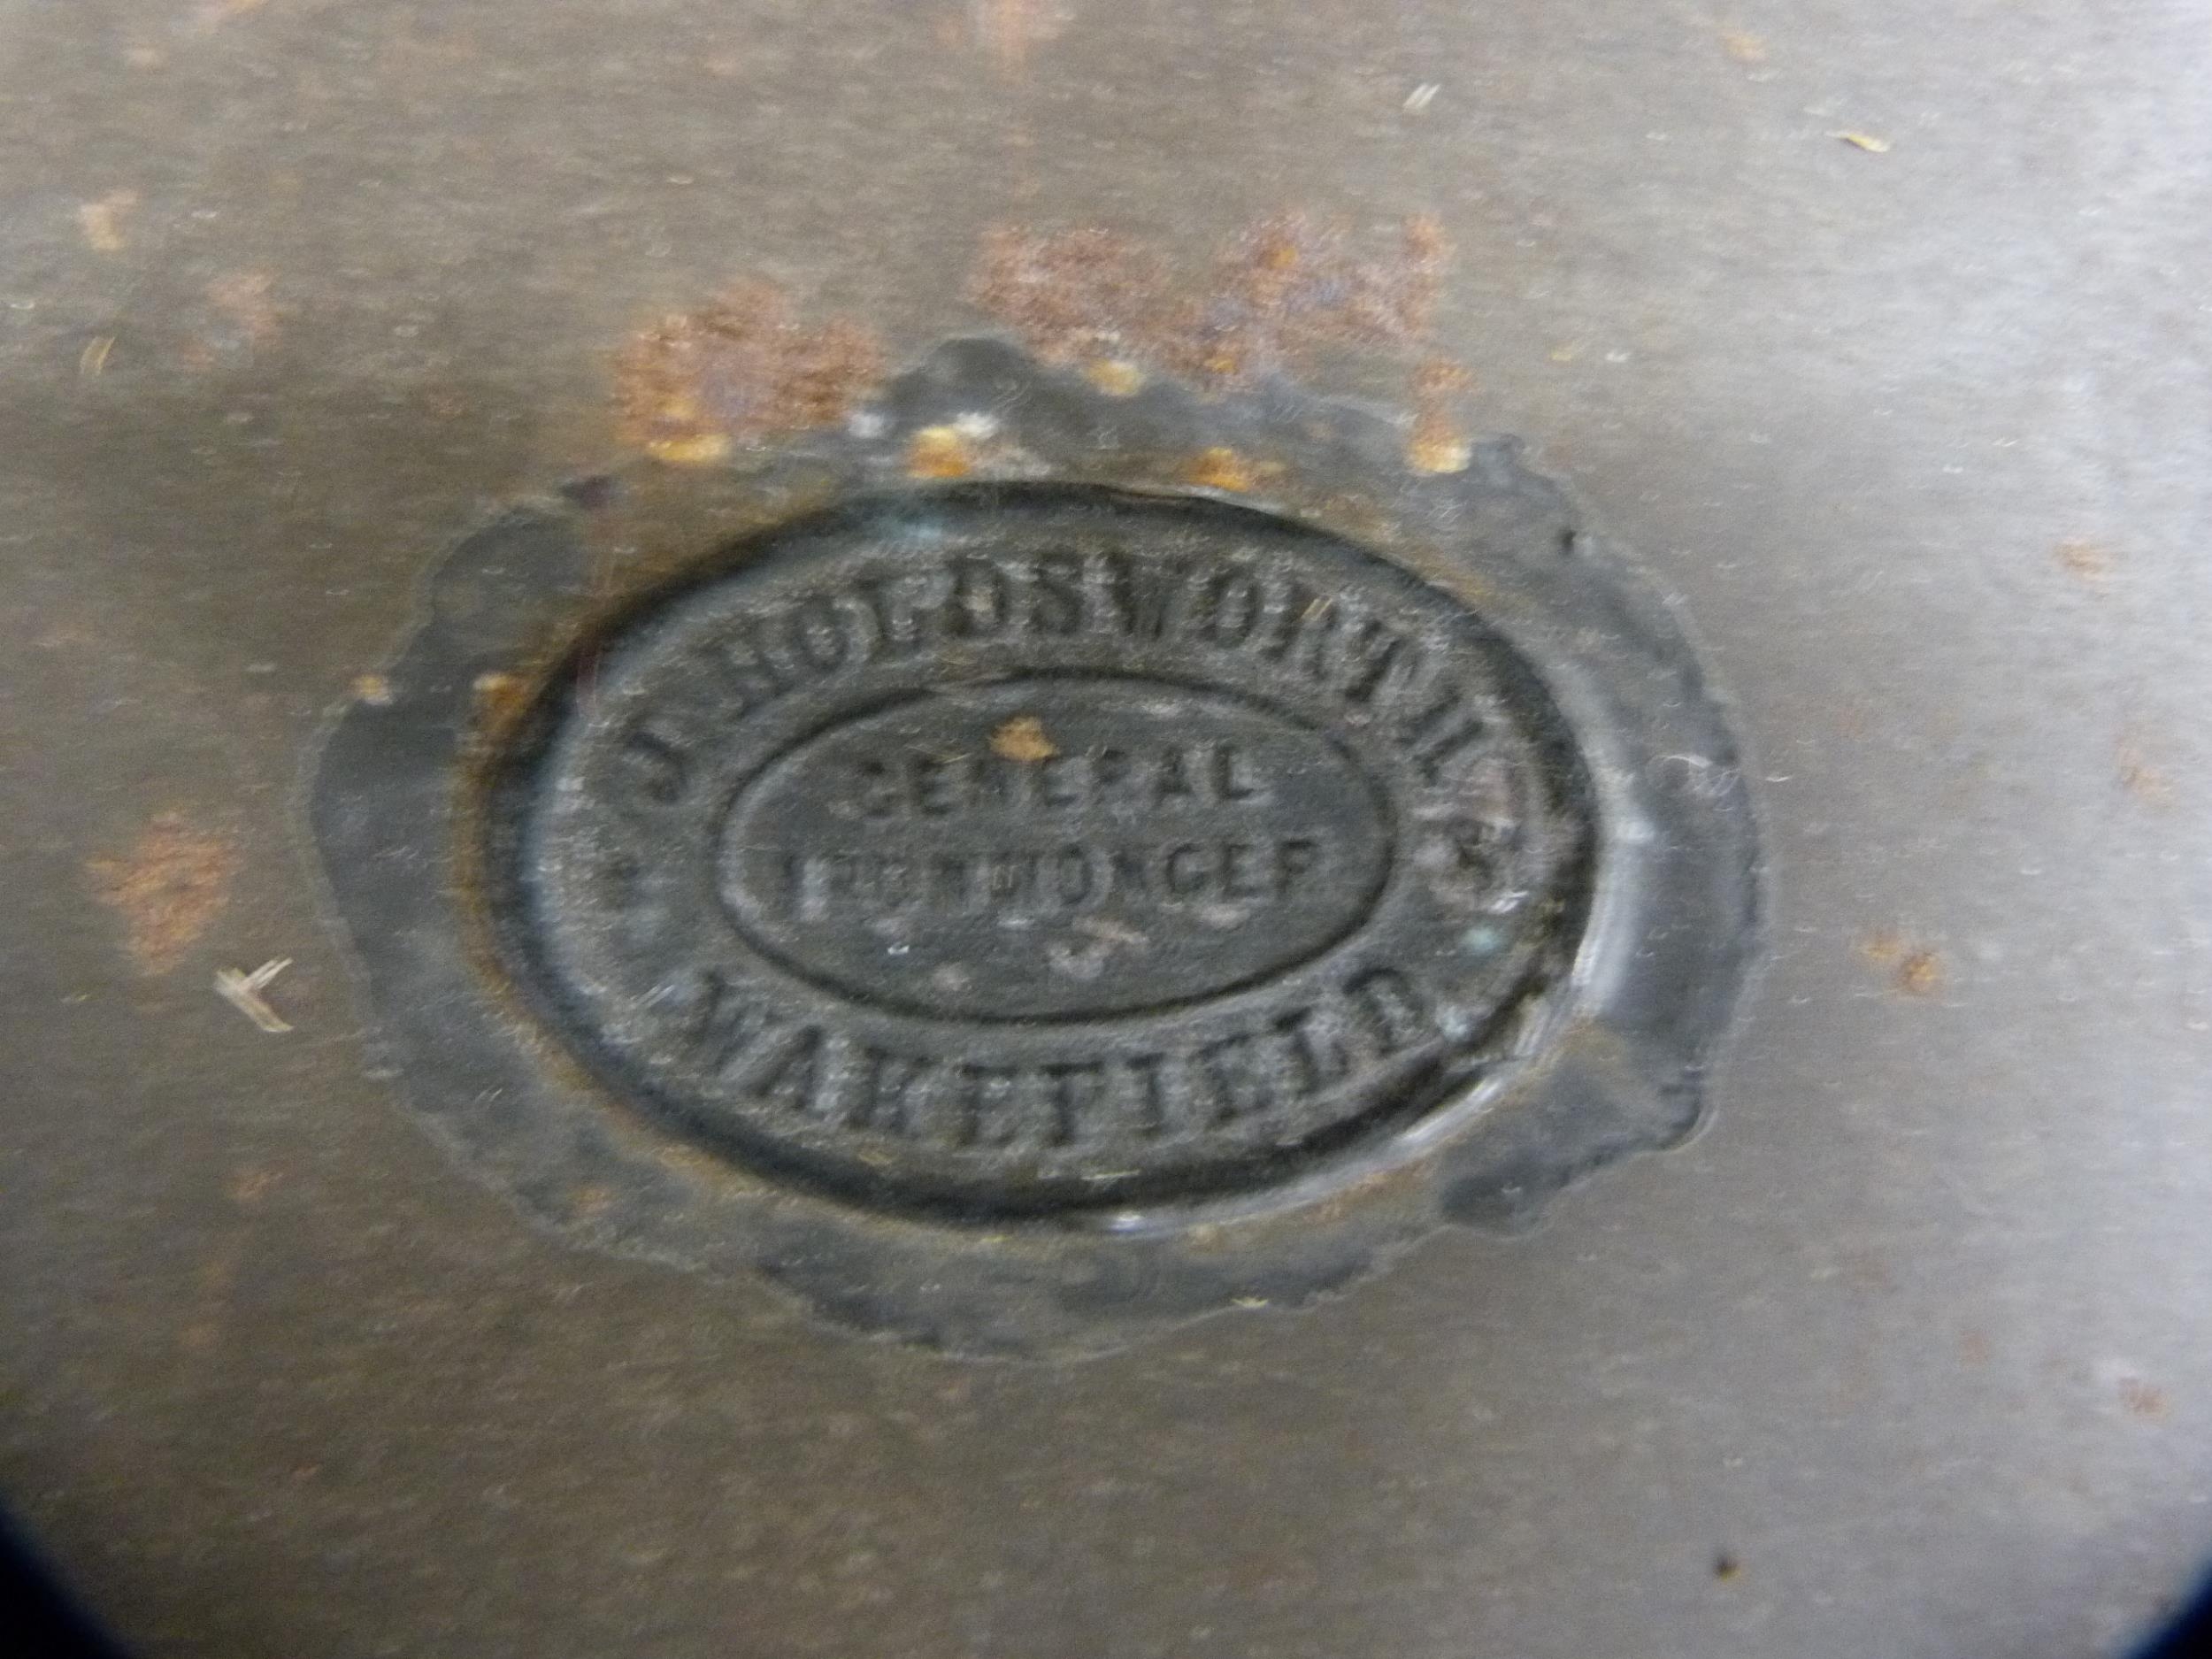 J. HOLDSWORTH
GENERAL
IRONMONGER
WAKEFIELD